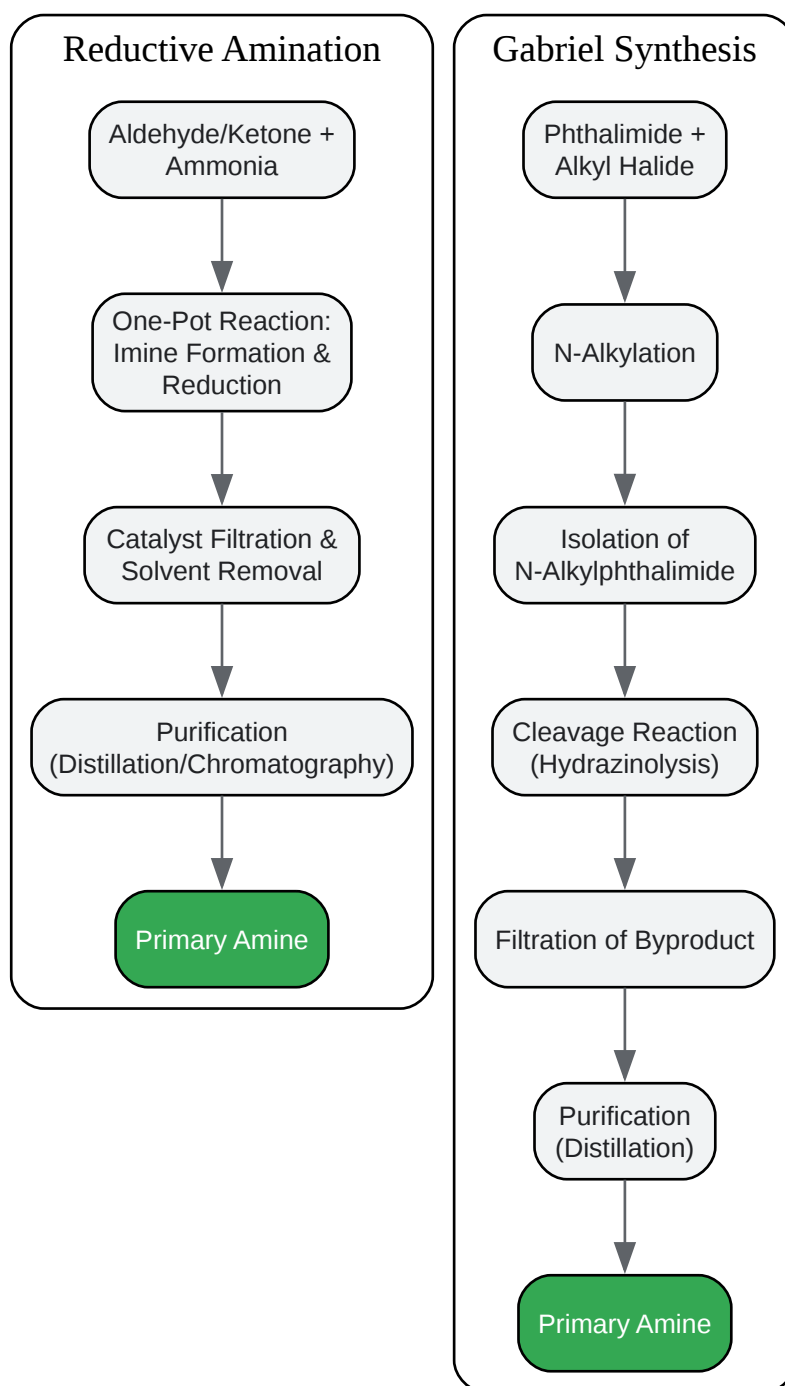 Reductive Amination
Aldehyde/Ketone +
Ammonia
One-Pot Reaction:
Imine Formation &
Reduction
Catalyst Filtration &
Solvent Removal
Purification
(Distillation/Chromatography)
Primary Amine
Gabriel Synthesis
Phthalimide +
Alkyl Halide
N-Alkylation
Isolation of
N-Alkylphthalimide
Cleavage Reaction
(Hydrazinolysis)
Filtration of Byproduct
Purification
(Distillation)
Primary Amine